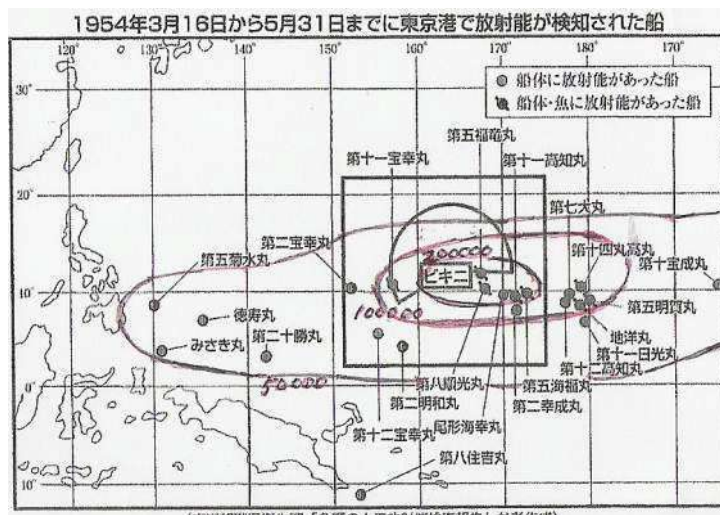 1954年3月16日から5月31日までに東京港で放射能が検知された船
120° 130° 140° 150° 160° 170° 180° 170°
船体に放射能があった船
船体・魚に放射能があった船
30°
第五福竜丸
第十一宝幸丸
第十一高知丸
20°
第七大丸
第二宝幸丸
第五菊水丸
200000
ビキニ
第十宝成丸
10°
徳寿丸
100000
第五明賀丸
みさき丸
第二十勝丸
地洋丸
第十一日光丸
第八順光丸
第五海福丸
第十二高知丸
50000
0°
第二明和丸
第二幸成丸
尾形海幸丸
第十二宝幸丸
第八住吉丸
10°